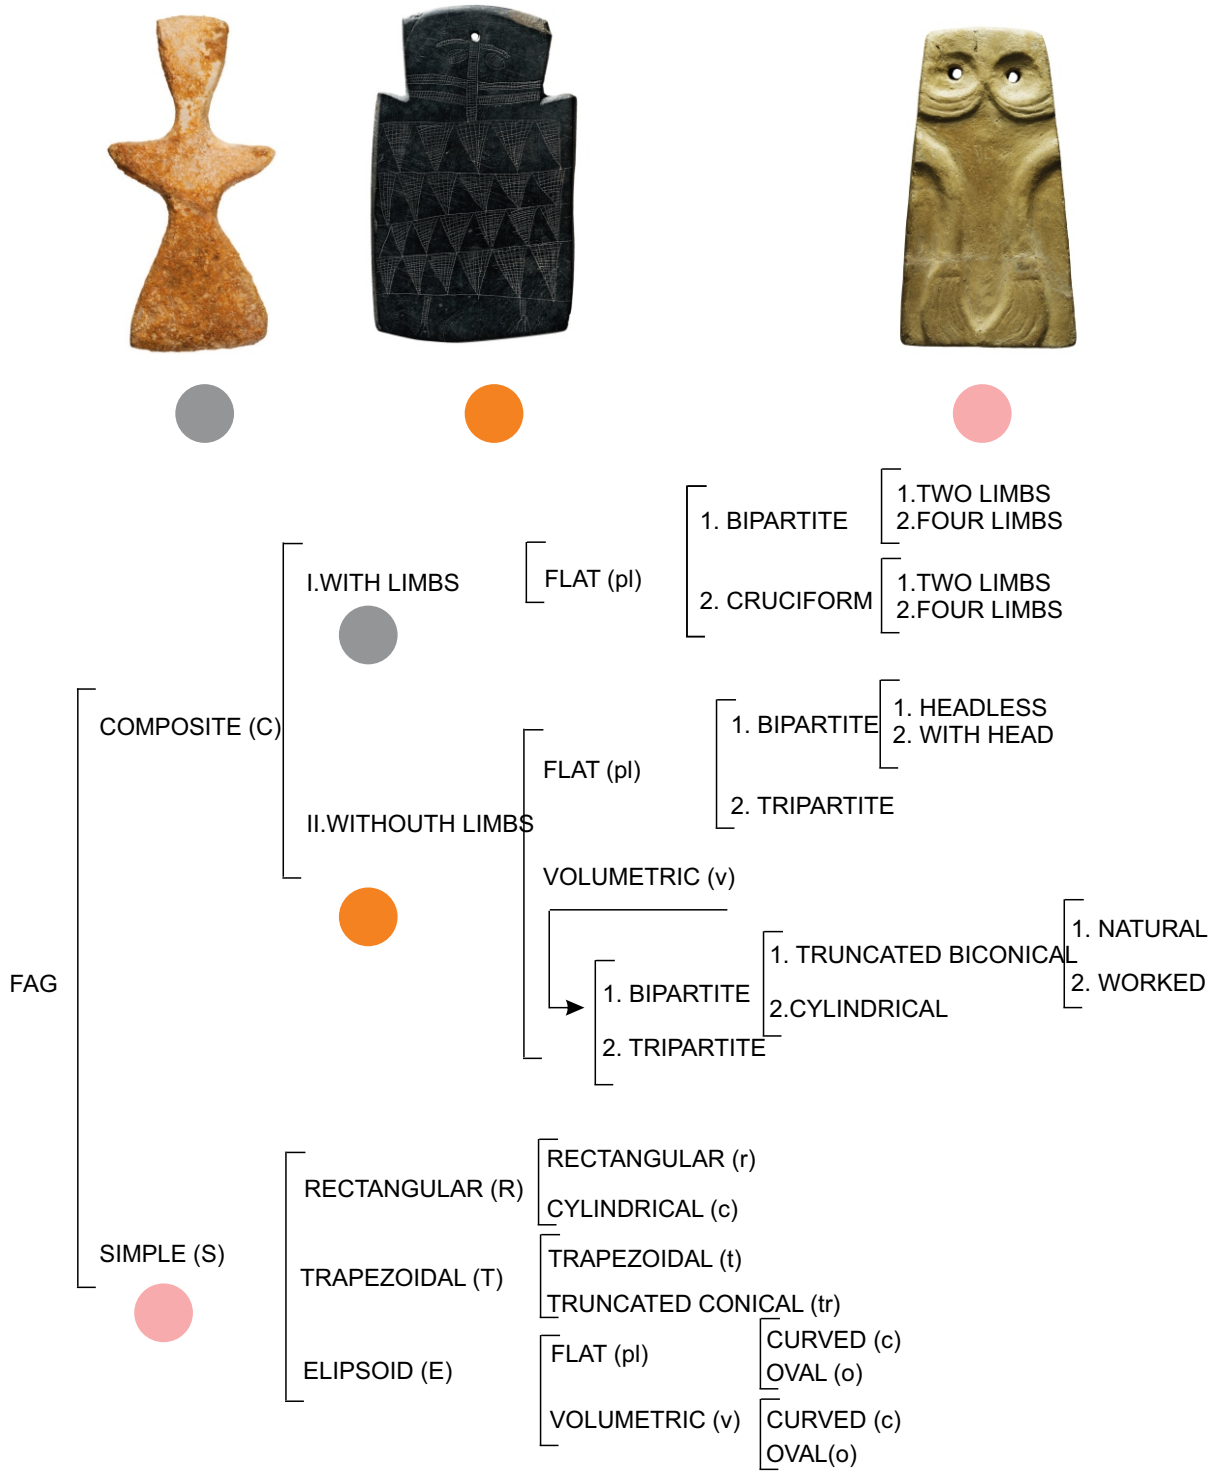 1.TWO LIMBS
2.FOUR LIMBS
1. BIPARTITE
I.WITH LIMBS
FLAT (pl)
2. CRUCIFORM
1.TWO LIMBS
2.FOUR LIMBS
COMPOSITE (C)
1. BIPARTITE
1. HEADLESS
2. WITH HEAD
FLAT (pl)
2. TRIPARTITE
II.WITHOUTH LIMBS
VOLUMETRIC (v)
1. TRUNCATED BICONICAL
1. NATURAL
2. WORKED
FAG
1. BIPARTITE
2.CYLINDRICAL
2. TRIPARTITE
RECTANGULAR (R)
RECTANGULAR (r)
CYLINDRICAL (c)
SIMPLE (S)
TRAPEZOIDAL (T)
TRAPEZOIDAL (t)
TRUNCATED CONICAL (tr)
ELIPSOID (E)
FLAT (pl)
CURVED (c)
OVAL (o)
VOLUMETRIC (v)
CURVED (c)
OVAL(o)